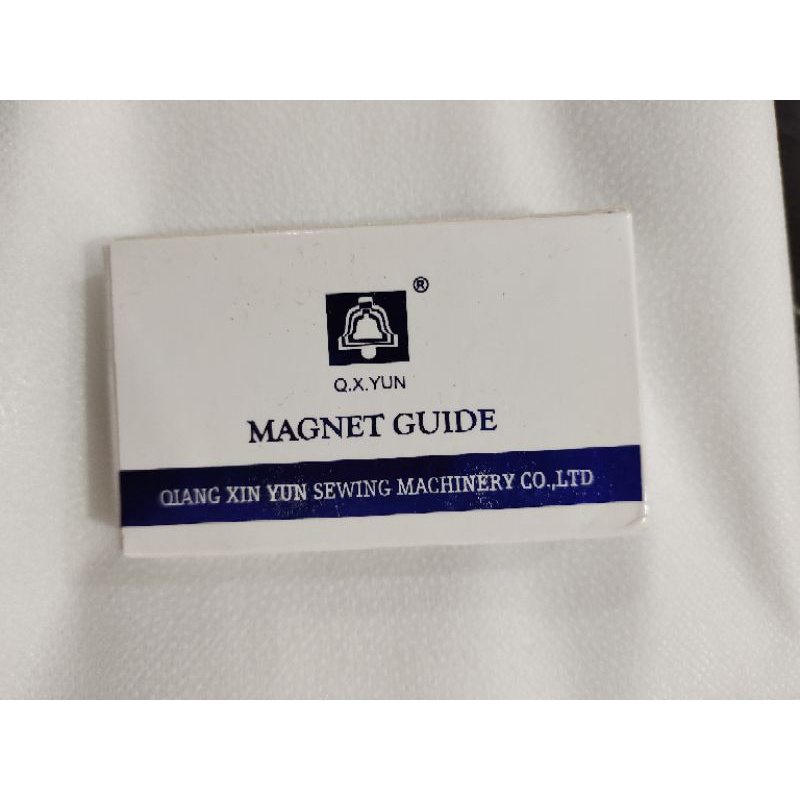 ®
Q.X.YUN
MAGNET GUIDE
QIANG XIN YUN SEWING MACHINERY CO.,LTD